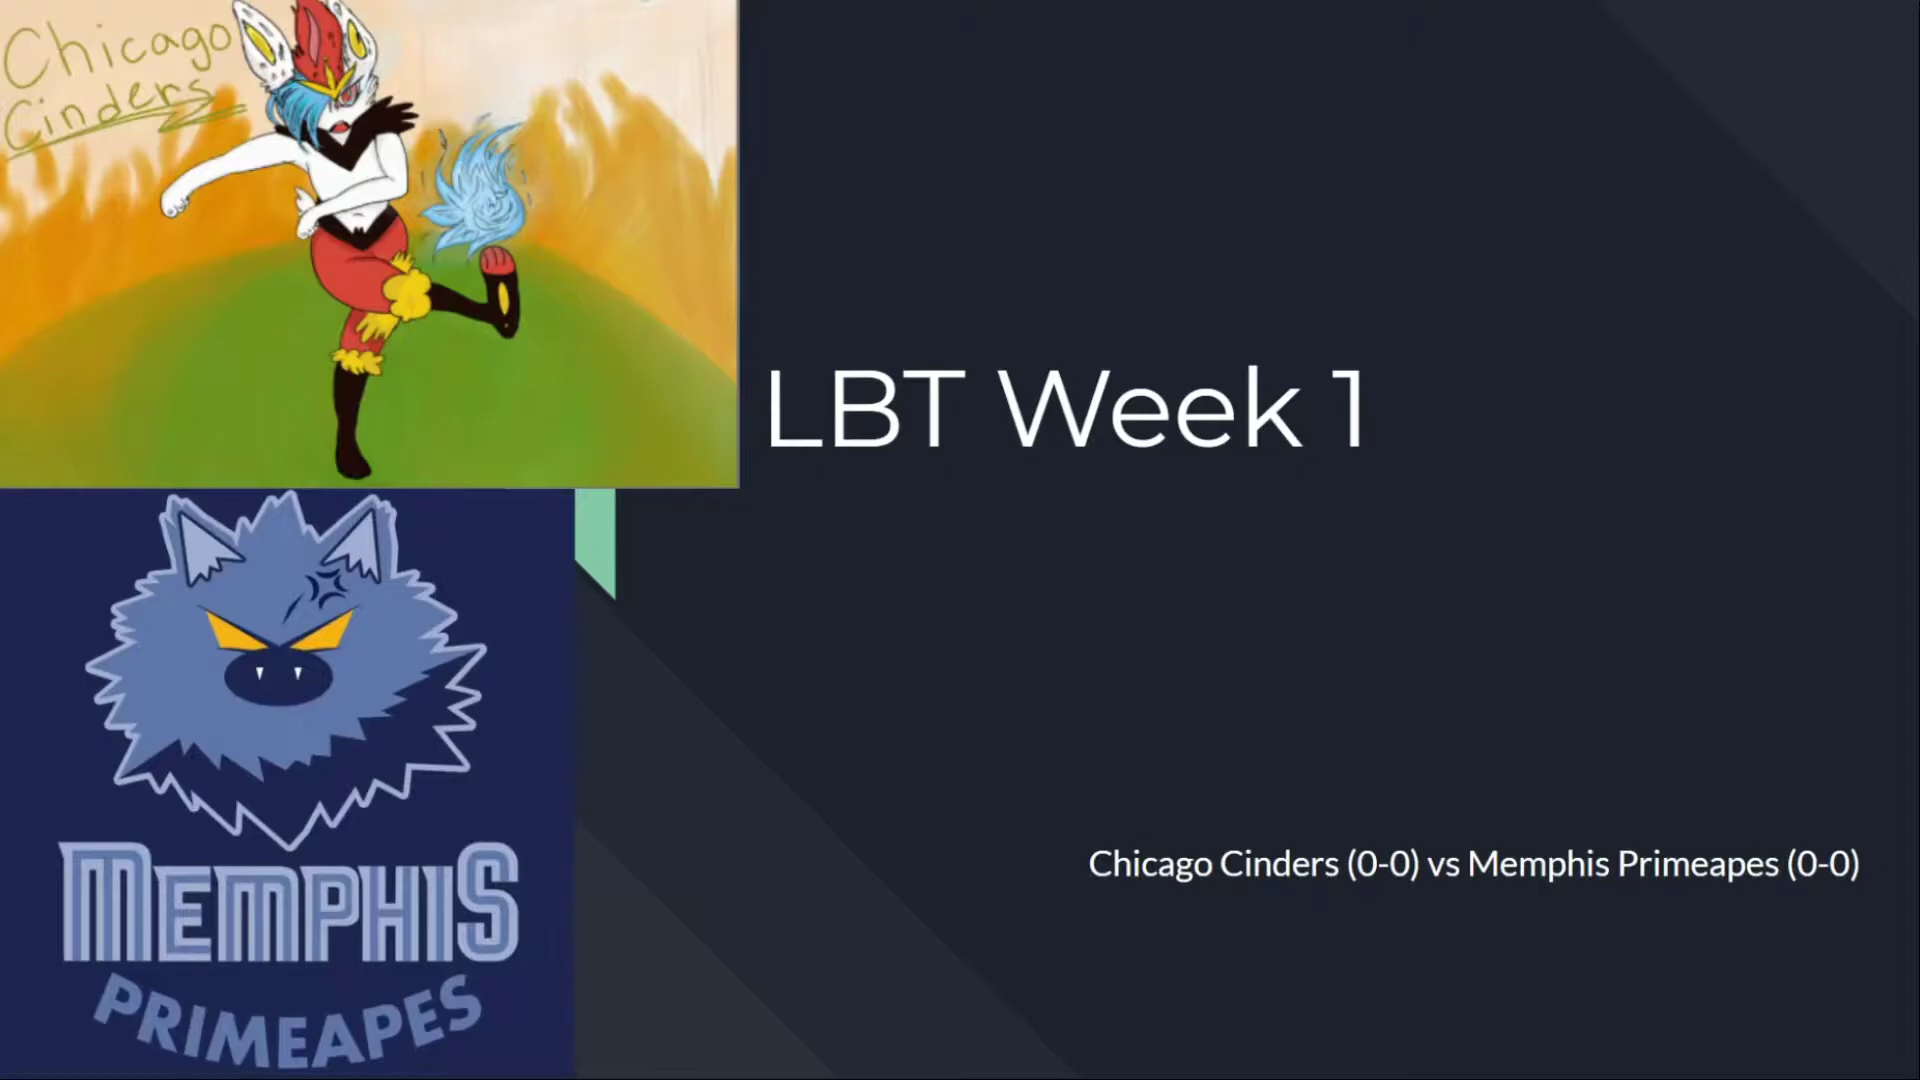 Chicago
Cinders
LBT Week 1
MEMPHIS
PRIMEAPES
Chicago Cinders (0-0) vs Memphis Primeapes (0-0)